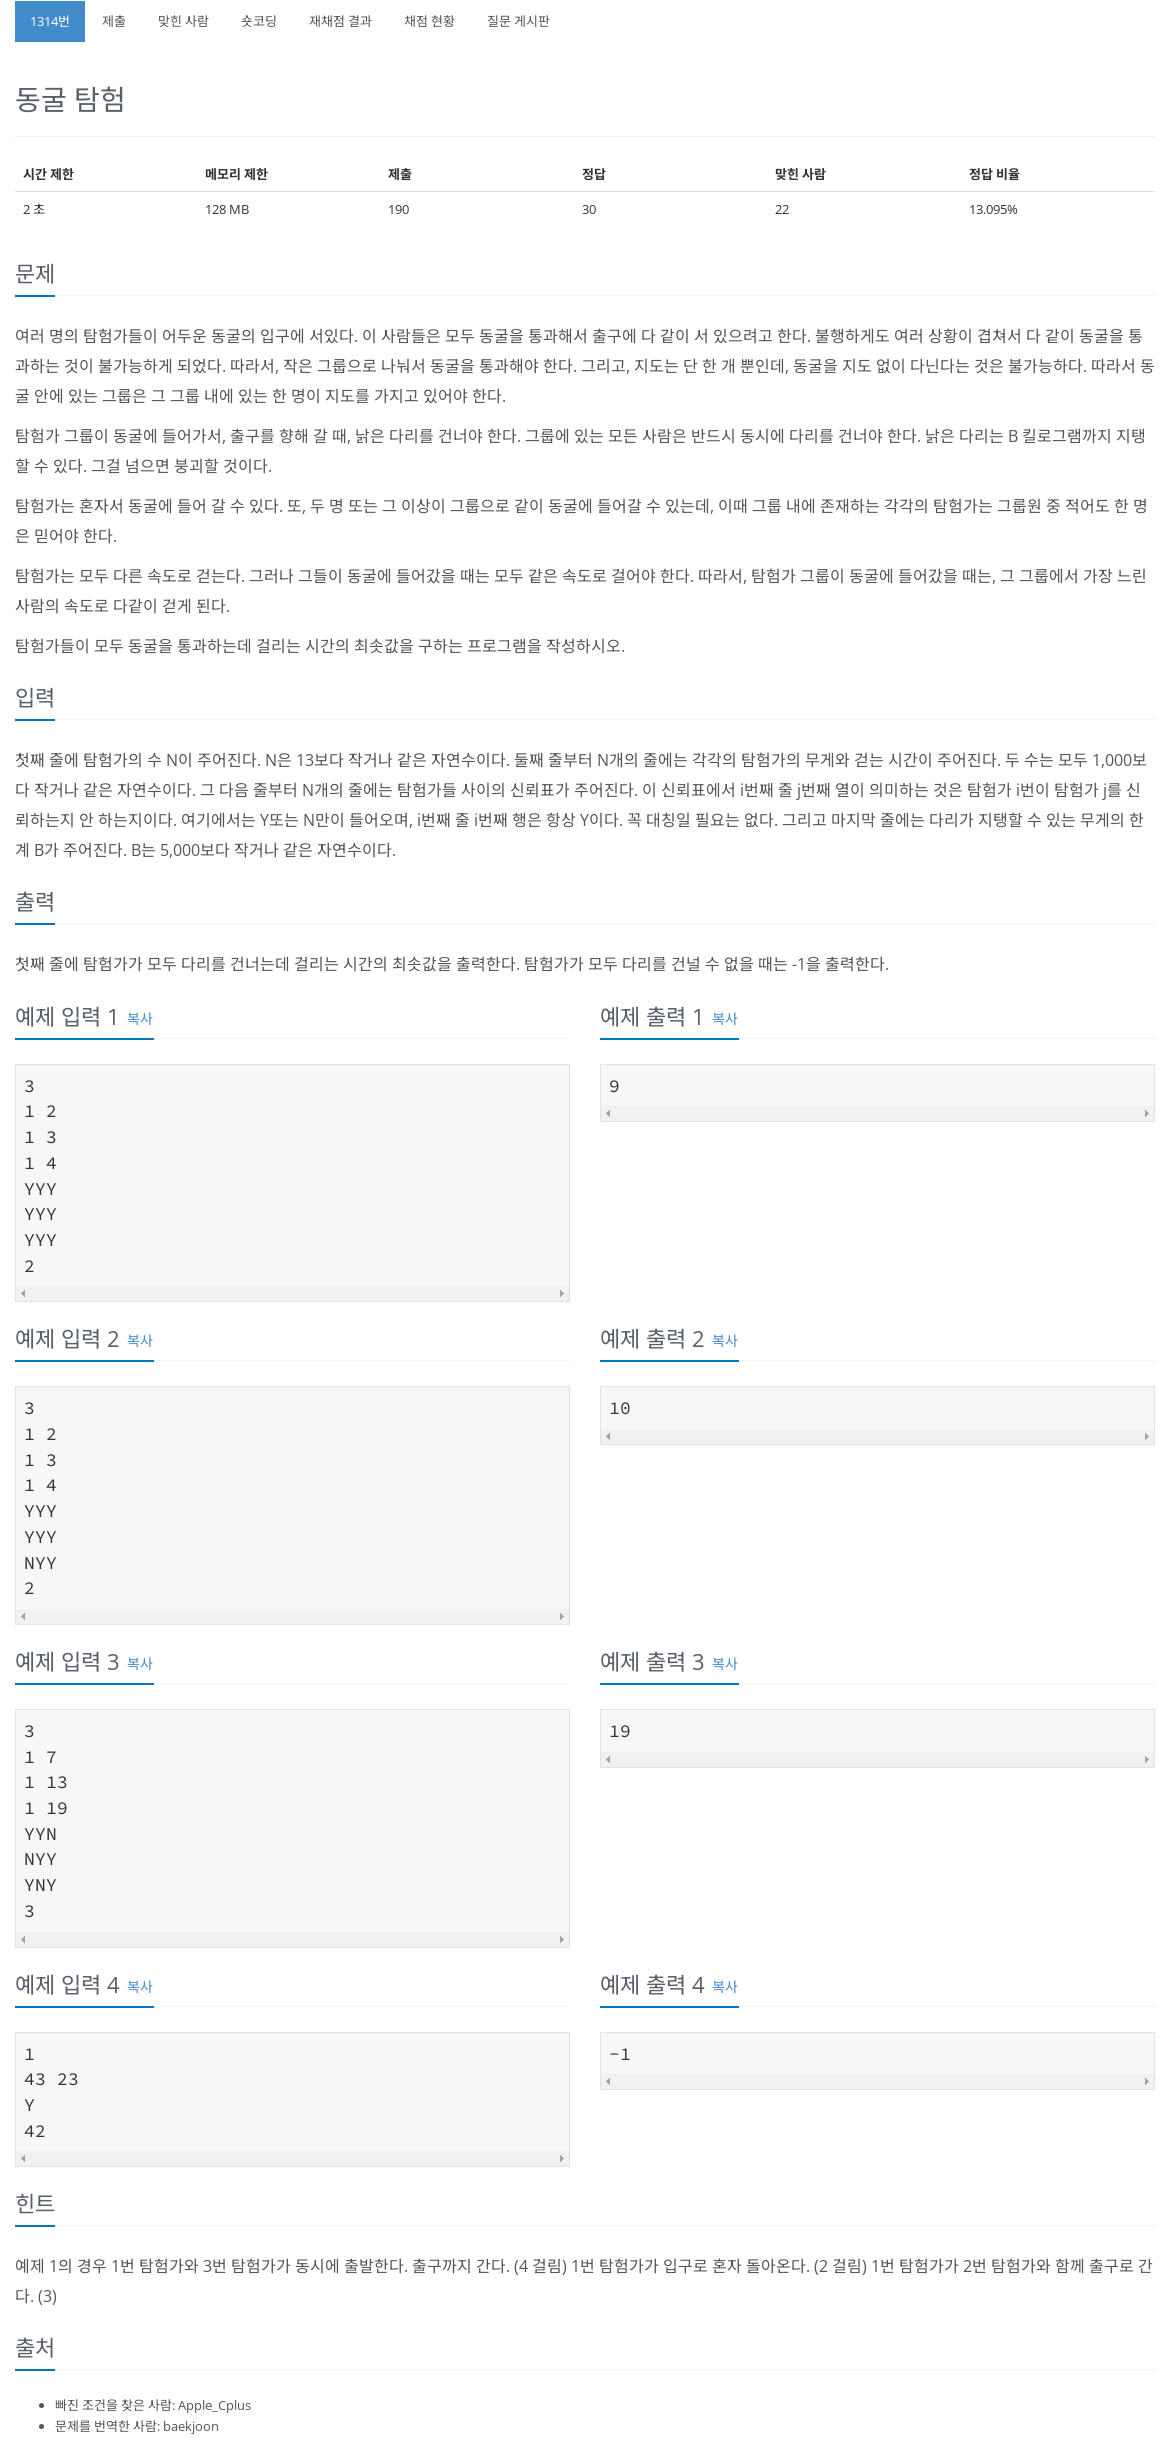 1314번 제출 맞힌 사람 숏코딩 재채점 결과 채점 현황 질문 게시판
동굴 탐험
시간 제한 메모리 제한 제출 정답 맞힌 사람 정답 비율
2 초 128 MB 190 30 22 13.095%
문제
여러 명의 탐험가들이 어두운 동굴의 입구에 서있다. 이 사람들은 모두 동굴을 통과해서 출구에 다 같이 서 있으려고 한다. 불행하게도 여러 상황이 겹쳐서 다 같이 동굴을 통
과하는 것이 불가능하게 되었다. 따라서, 작은 그룹으로 나눠서 동굴을 통과해야 한다. 그리고, 지도는 단 한 개 뿐인데, 동굴을 지도 없이 다닌다는 것은 불가능하다. 따라서 동
굴 안에 있는 그룹은 그 그룹 내에 있는 한 명이 지도를 가지고 있어야 한다.
탐험가 그룹이 동굴에 들어가서, 출구를 향해 갈 때, 낡은 다리를 건너야 한다. 그룹에 있는 모든 사람은 반드시 동시에 다리를 건너야 한다. 낡은 다리는 B 킬로그램까지 지탱
할 수 있다. 그걸 넘으면 붕괴할 것이다.
탐험가는 혼자서 동굴에 들어 갈 수 있다. 또, 두 명 또는 그 이상이 그룹으로 같이 동굴에 들어갈 수 있는데, 이때 그룹 내에 존재하는 각각의 탐험가는 그룹원 중 적어도 한 명
은 믿어야 한다.
탐험가는 모두 다른 속도로 걷는다. 그러나 그들이 동굴에 들어갔을 때는 모두 같은 속도로 걸어야 한다. 따라서, 탐험가 그룹이 동굴에 들어갔을 때는, 그 그룹에서 가장 느린
사람의 속도로 다같이 걷게 된다.
탐험가들이 모두 동굴을 통과하는데 걸리는 시간의 최솟값을 구하는 프로그램을 작성하시오.
입력
첫째 줄에 탐험가의 수 N이 주어진다. N은 13보다 작거나 같은 자연수이다. 둘째 줄부터 N개의 줄에는 각각의 탐험가의 무게와 걷는 시간이 주어진다. 두 수는 모두 1,000보
다 작거나 같은 자연수이다. 그 다음 줄부터 N개의 줄에는 탐험가들 사이의 신뢰표가 주어진다. 이 신뢰표에서 i번째 줄 j번째 열이 의미하는 것은 탐험가 i번이 탐험가 j를 신
뢰하는지 안 하는지이다. 여기에서는 Y또는 N만이 들어오며, i번째 줄 i번째 행은 항상 Y이다. 꼭 대칭일 필요는 없다. 그리고 마지막 줄에는 다리가 지탱할 수 있는 무게의 한
계 B가 주어진다. B는 5,000보다 작거나 같은 자연수이다.
출력
첫째 줄에 탐험가가 모두 다리를 건너는데 걸리는 시간의 최솟값을 출력한다. 탐험가가 모두 다리를 건널 수 없을 때는 -1을 출력한다.
예제 입력 1 복사
3
1 2
1 3
1 4
YYY
YYY
YYY
2
예제 출력 1 복사
9
예제 입력 2 복사
3
1 2
1 3
1 4
YYY
YYY
NYY
2
예제 출력 2 복사
10
예제 입력 3 복사
3
1 7
1 13
1 19
YYN
NYY
YNY
3
예제 출력 3 복사
19
예제 입력 4 복사
1
43 23
Y
42
예제 출력 4 복사
-1
힌트
예제 1의 경우 1번 탐험가와 3번 탐험가가 동시에 출발한다. 출구까지 간다. (4 걸림) 1번 탐험가가 입구로 혼자 돌아온다. (2 걸림) 1번 탐험가가 2번 탐험가와 함께 출구로 간
다. (3)
출처
빠진 조건을 찾은 사람: Apple_Cplus
문제를 번역한 사람: baekjoon